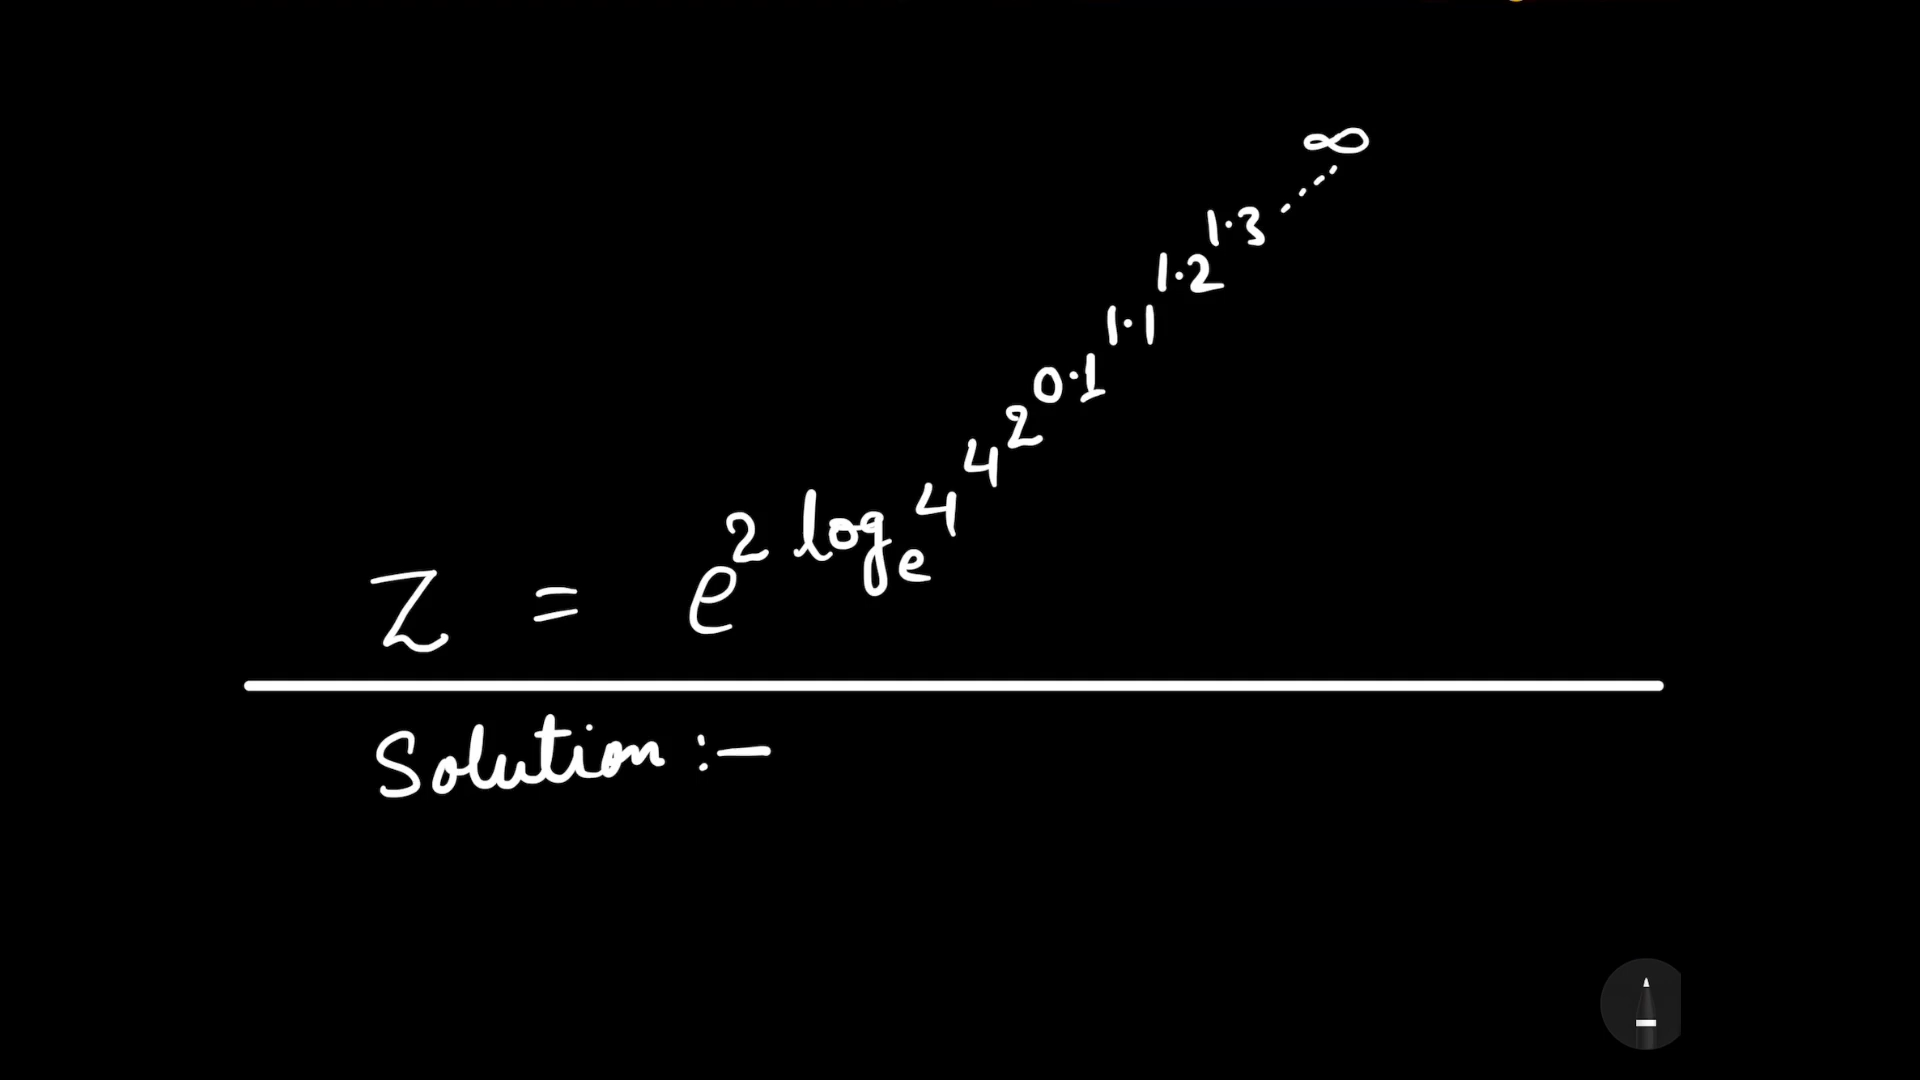 Z = e^{2 log_e 4^{4^{2^{0.1^{1.1^{1.2^{1.3^{.....^{∞}}}}}}}}}
Solution :-